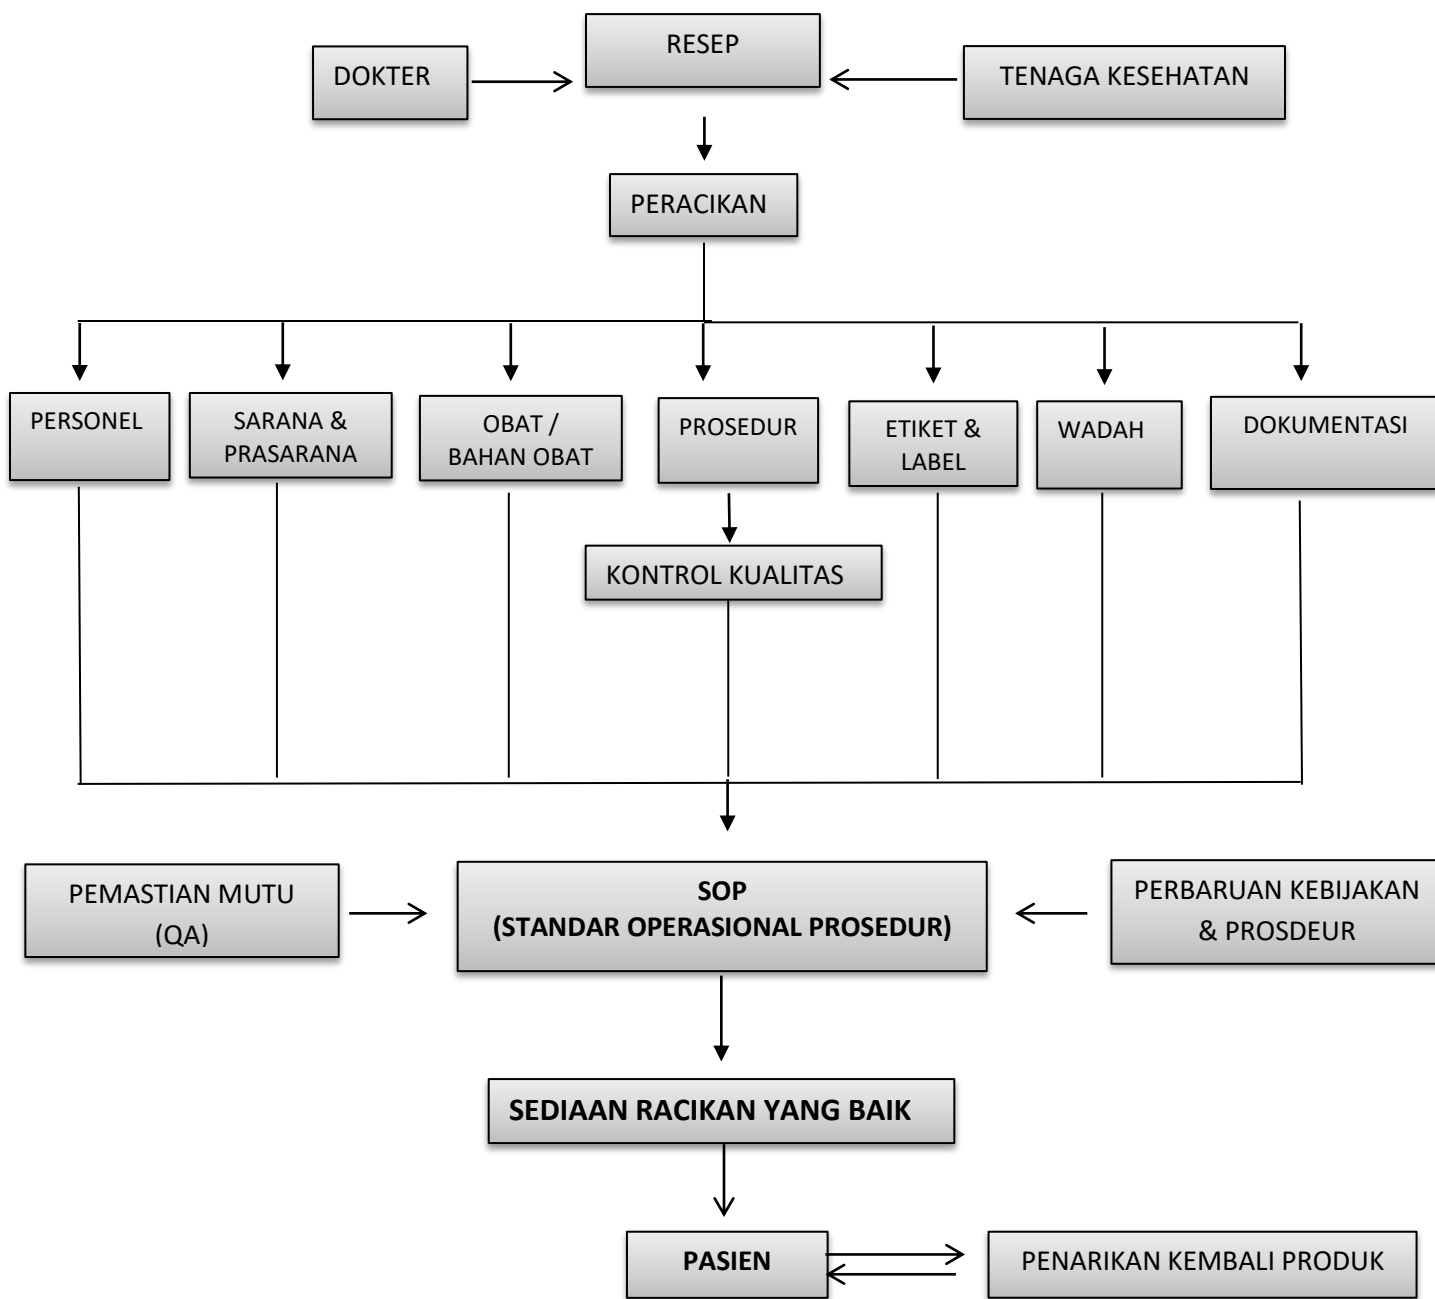 RESEP
DOKTER
TENAGA KESEHATAN
PERACIKAN
PERSONEL
SARANA &
PRASARANA
OBAT /
BAHAN OBAT
PROSEDUR
ETIKET &
LABEL
WADAH
DOKUMENTASI
KONTROL KUALITAS
PEMASTIAN MUTU
(QA)
SOP
(STANDAR OPERASIONAL PROSEDUR)
PERBARUAN KEBIJAKAN
& PROSDEUR
SEDIAAN RACIKAN YANG BAIK
PASIEN
PENARIKAN KEMBALI PRODUK